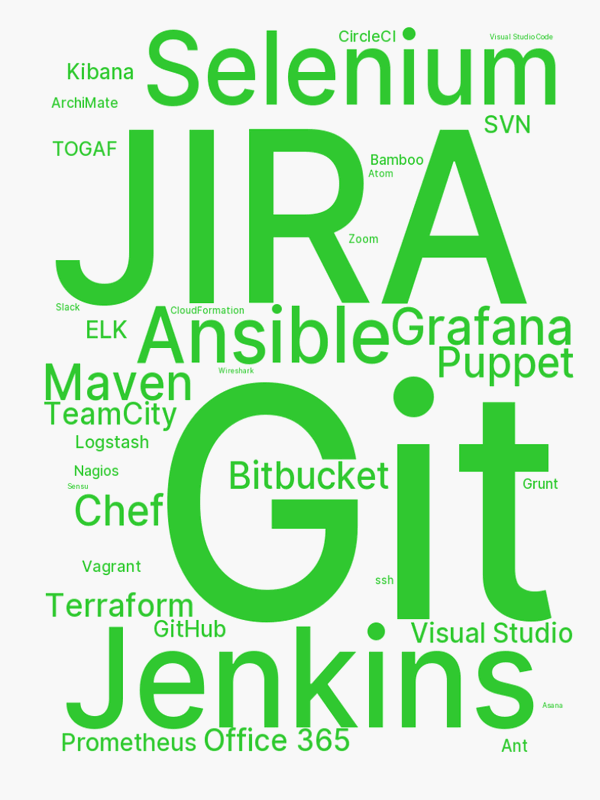 CircleCI
Visual Studio Code
Selenium
Kibana
ArchiMate
SVN
TOGAF
JIRA
Bamboo
Atom
Zoom
Slack
CloudFormation
ELK
Ansible
Grafana
Puppet
Wireshark
Maven
TeamCity
Git
Logstash
Bitbucket
Nagios
Sensu
Grunt
Chef
Vagrant
ssh
Terraform
GitHub
Visual Studio
Jenkins
Asana
Prometheus
Office 365
Ant